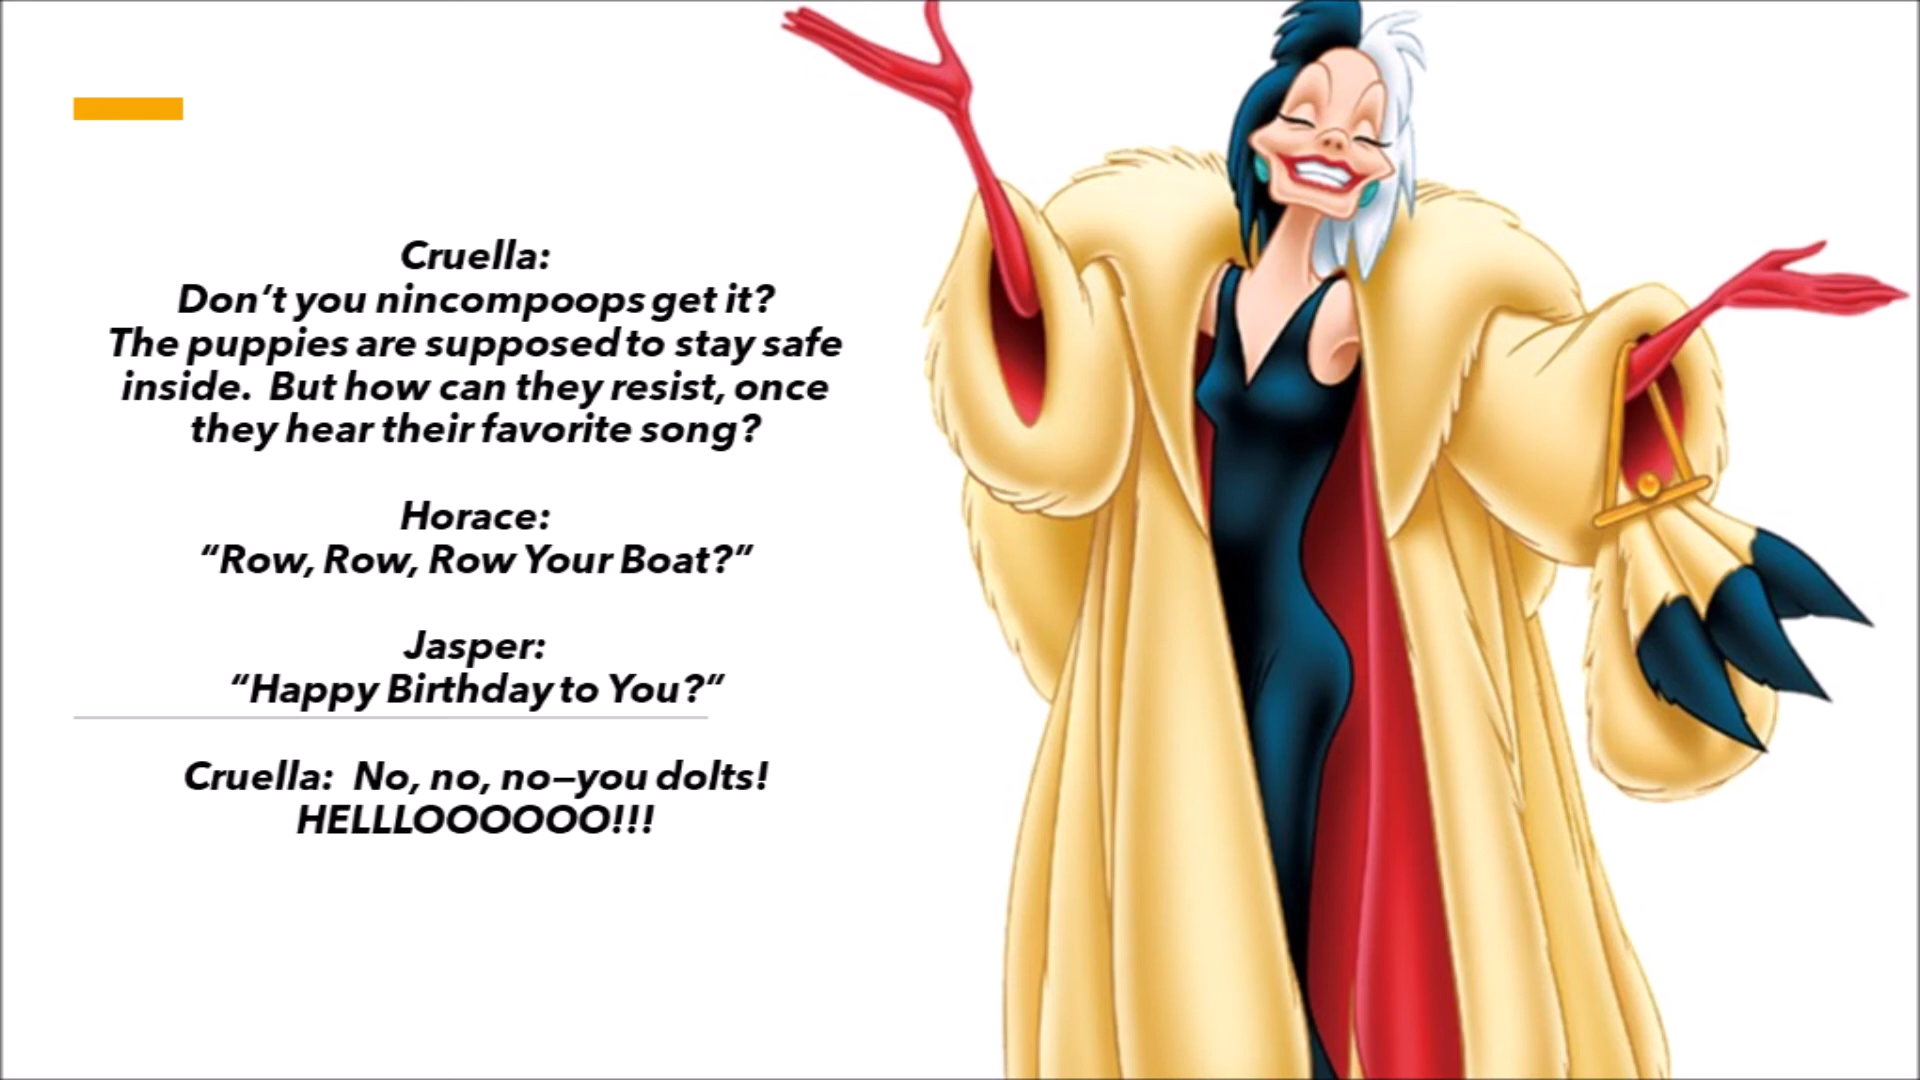 Cruella:
Don’t you nincompoops get it?
The puppies are supposed to stay safe
inside.  But how can they resist, once
they hear their favorite song?
Horace:
“Row, Row, Row Your Boat?”
Jasper:
“Happy Birthday to You?”
Cruella:  No, no, no—you dolts!
HELLLOOOOOO!!!